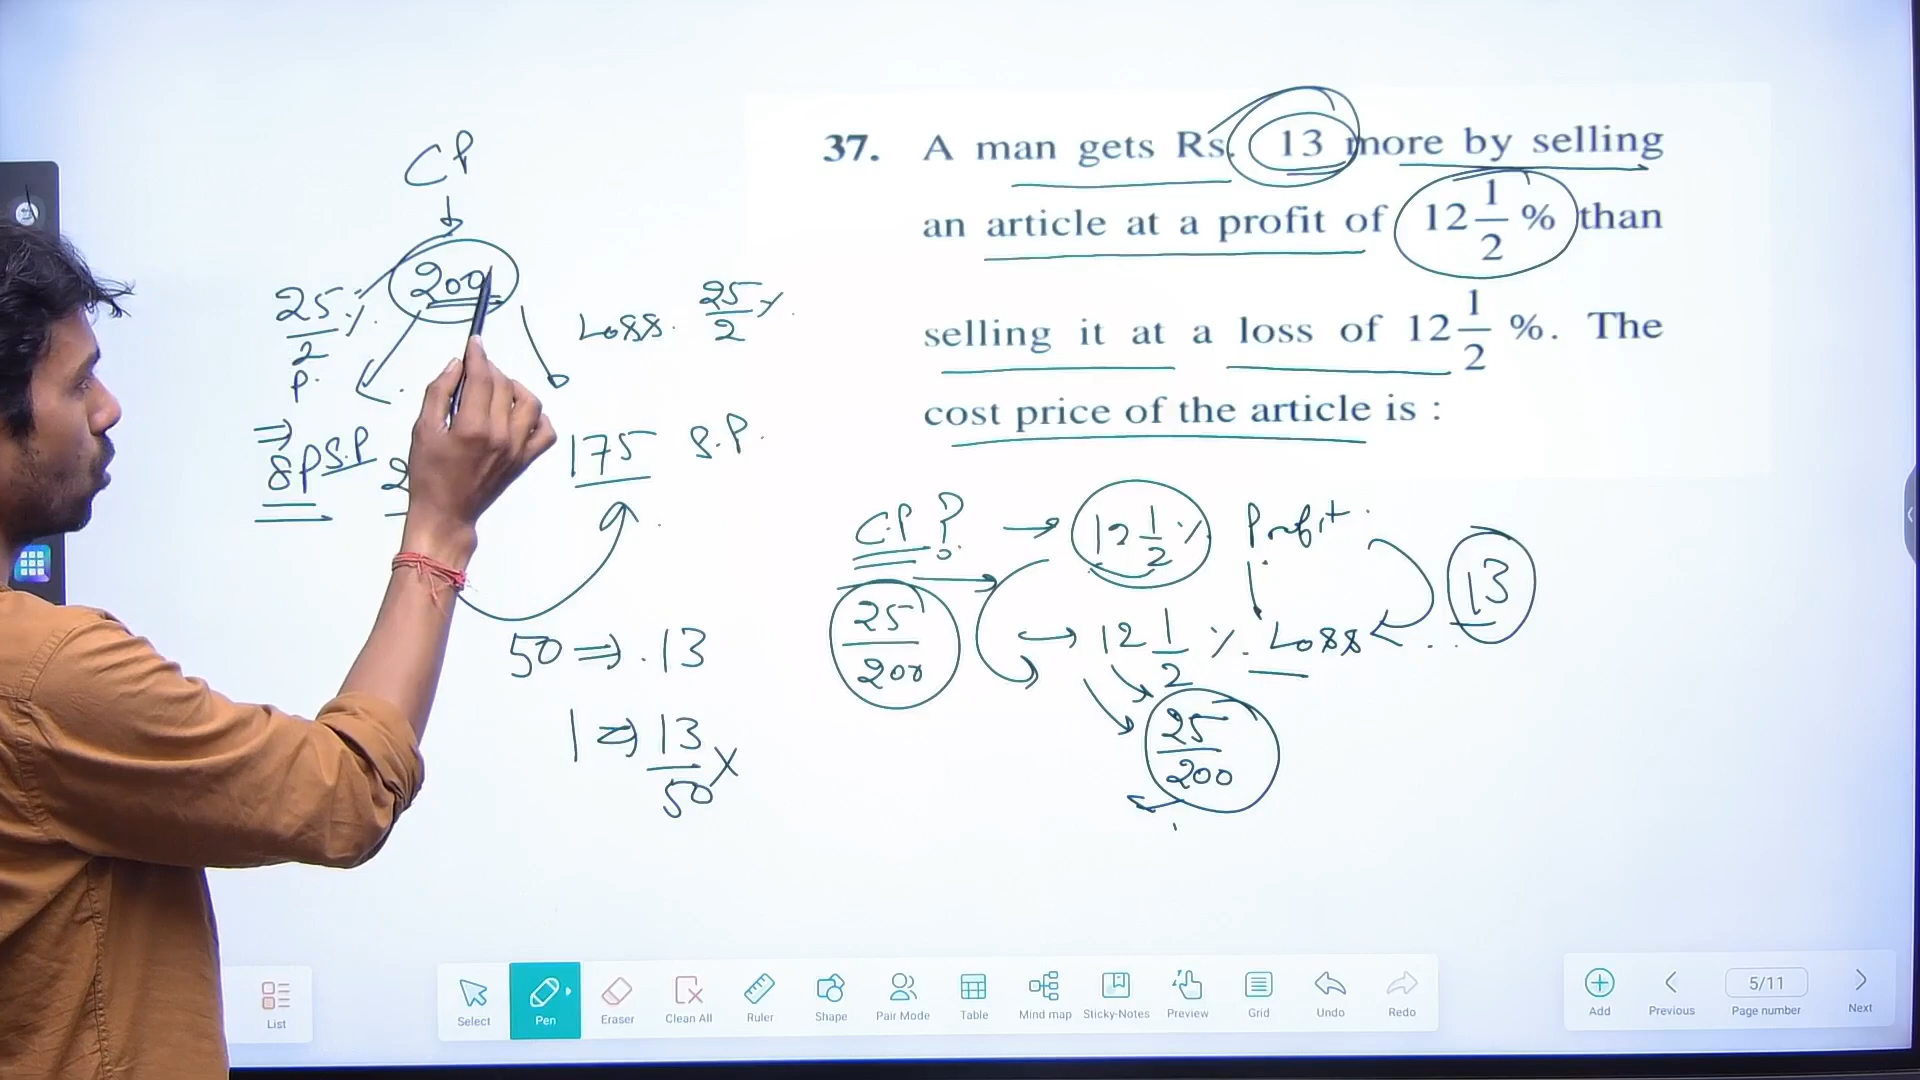 37. A man gets Rs. 13 more by selling
an article at a profit of 12 1/2 % than
selling it at a loss of 12 1/2 %. The
cost price of the article is :
CP
200
25/2 %.
P.
Loss. 25/2 %.
⇒
8P S.P 2
175 S.P.
50 ⇒ . 13
1 ⇒ 13/50 X
C.P ? → 12 1/2 % Profit.
13
25/200
→ 12 1/2 %. Loss
25/200
List
Select
Pen
Eraser
Clean All
Ruler
Shape
Pair Mode
Table
Mind map
Sticky-Notes
Preview
Grid
Undo
Redo
Add
Previous
5/11
Page number
Next